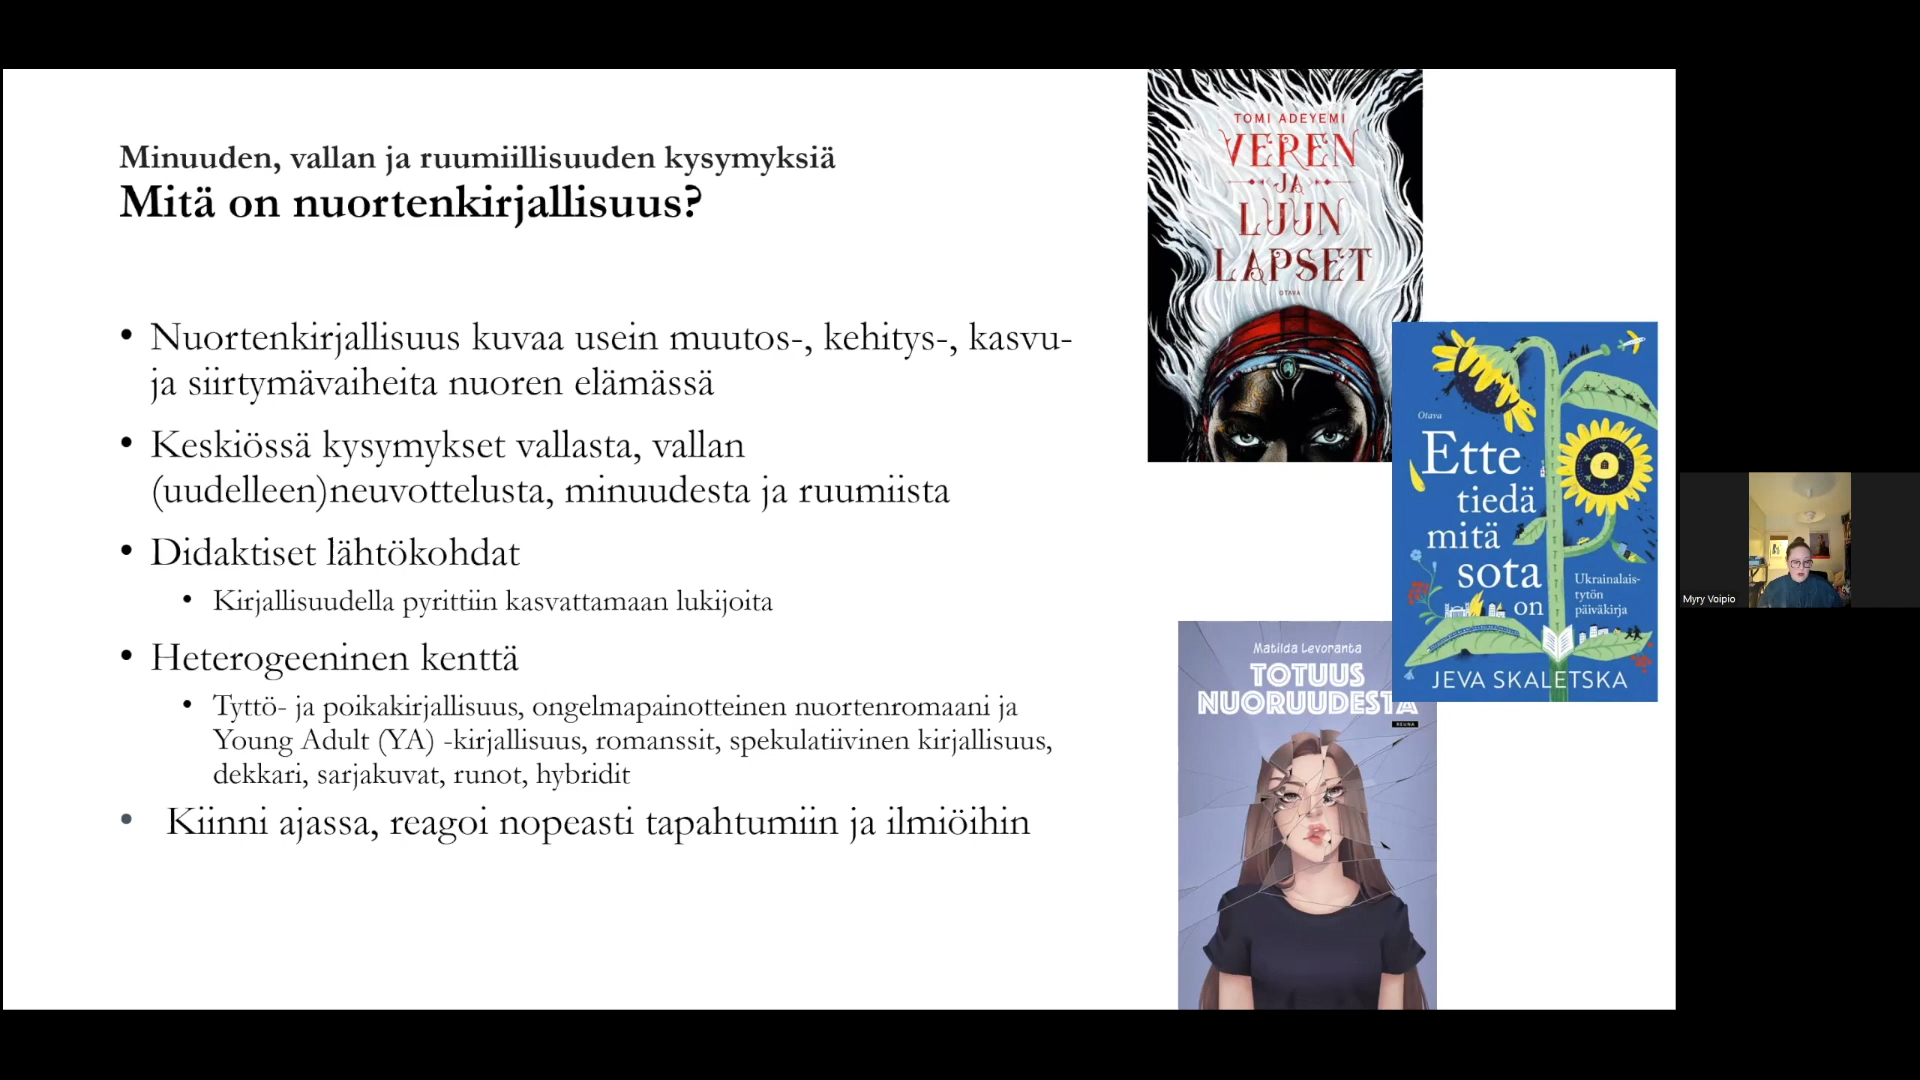 Minuuden, vallan ja ruumiillisuuden kysymyksiä
Mitä on nuortenkirjallisuus?
• Nuortenkirjallisuus kuvaa usein muutos-, kehitys-, kasvu-
ja siirtymävaiheita nuoren elämässä
• Keskiössä kysymykset vallasta, vallan
(uudelleen)neuvottelusta, minuudesta ja ruumiista
• Didaktiset lähtökohdat
• Kirjallisuudella pyrittiin kasvattamaan lukijoita
• Heterogeeninen kenttä
• Tyttö- ja poikakirjallisuus, ongelmapainotteinen nuortenromaani ja
Young Adult (YA) -kirjallisuus, romanssit, spekulatiivinen kirjallisuus,
dekkari, sarjakuvat, runot, hybridit
• Kiinni ajassa, reagoi nopeasti tapahtumiin ja ilmiöihin
TOMI ADEYEMI
VEREN
JA
LUUN
LAPSET
OTAVA
Otava
Ette
tiedä
mitä
sota
on
Ukrainalais-
tytön
päiväkirja
JEVA SKALETSKA
Matilda Levoranta
TOTUUS
NUORUUDESTA
REUNA
Myry Voipio